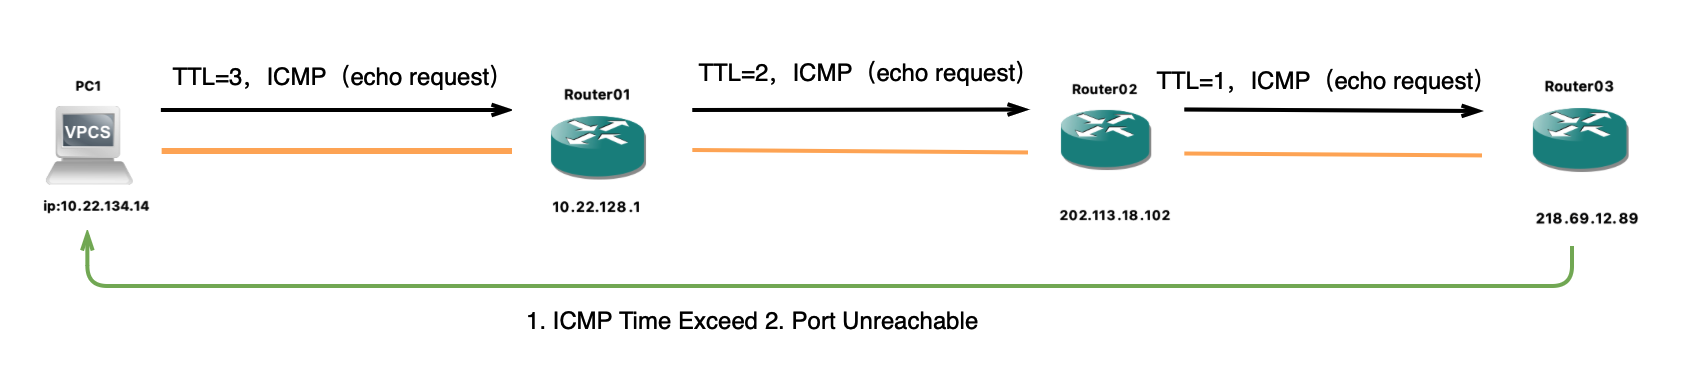 TTL=3，ICMP（echo request）
TTL=2，ICMP（echo request）
TTL=1，ICMP（echo request）
PC1
Router01
Router02
Router03
VPCS
ip:10.22.134.14
10.22.128.1
202.113.18.102
218.69.12.89
1. ICMP Time Exceed 2. Port Unreachable